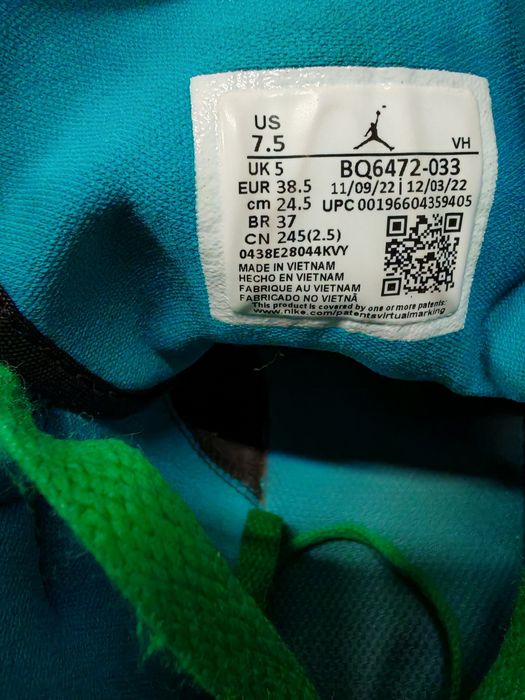 US
7.5 VH
UK 5 BQ6472-033
EUR 38.5 11/09/22 | 12/03/22
cm 24.5 UPC 00196604359405
BR 37
CN 245(2.5)
0438E28044KVY
MADE IN VIETNAM
HECHO EN VIETNAM
FABRIQUE AU VIETNAM
FABRICADO NO VIETNÃ
This product is covered by one or more patents:
www.nike.com/patentsvirtualmarking